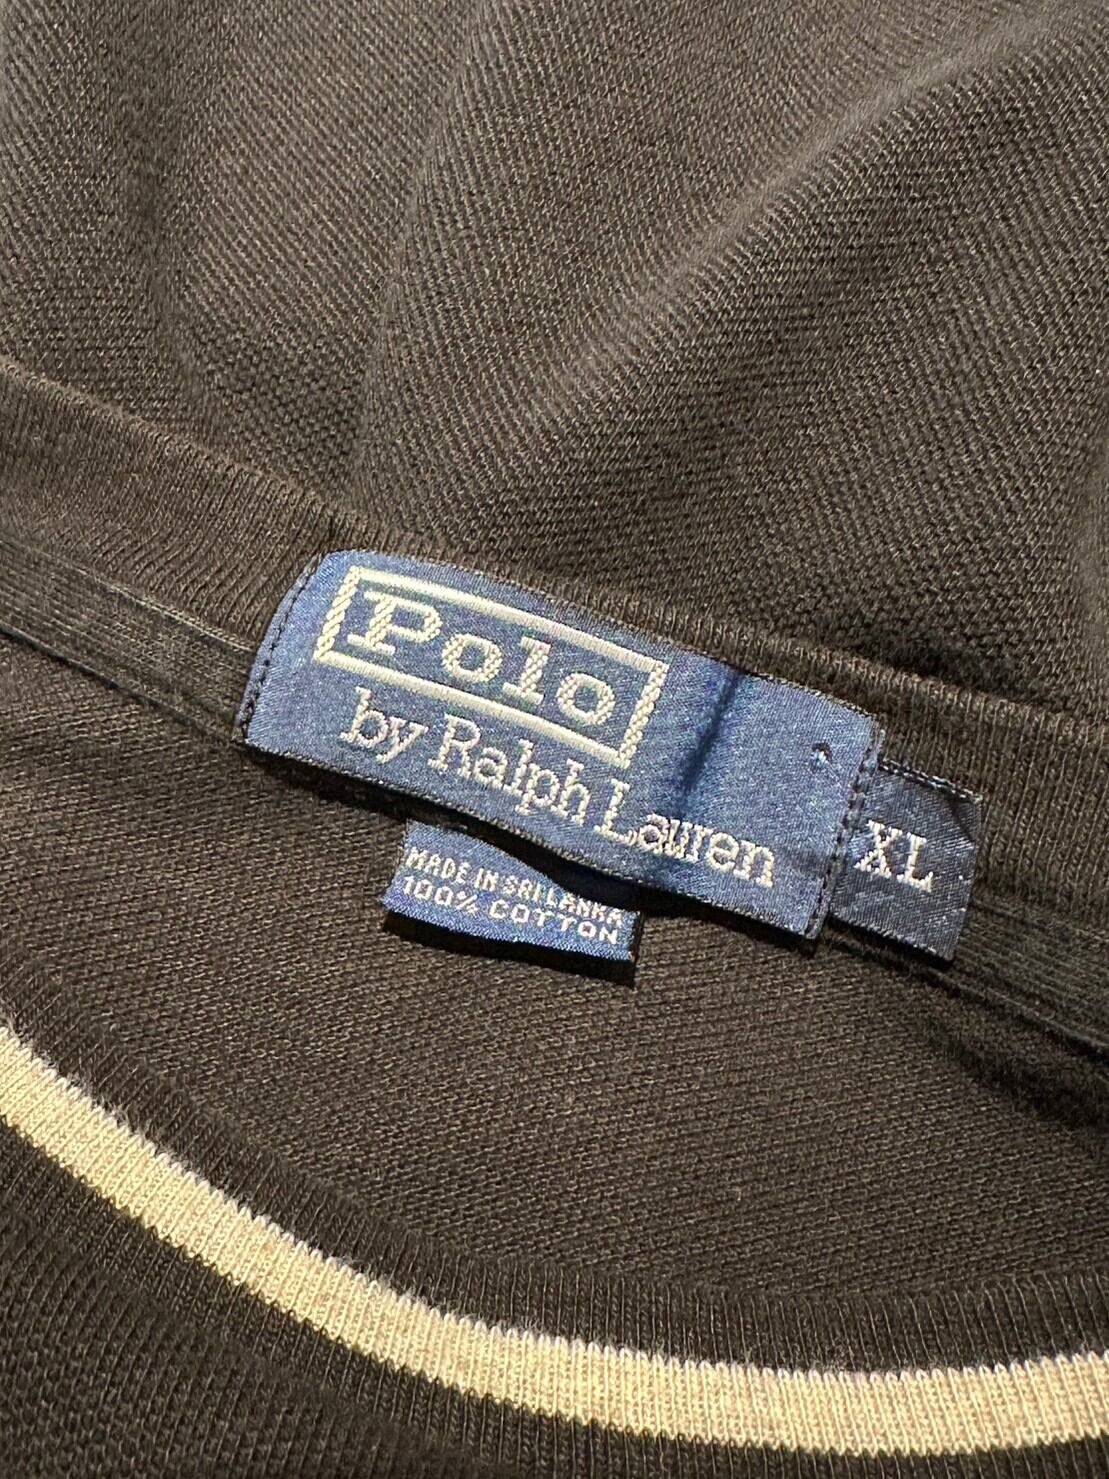 Polo
by Ralph Lauren
XL
MADE IN SRI LANKA
100% COTTON